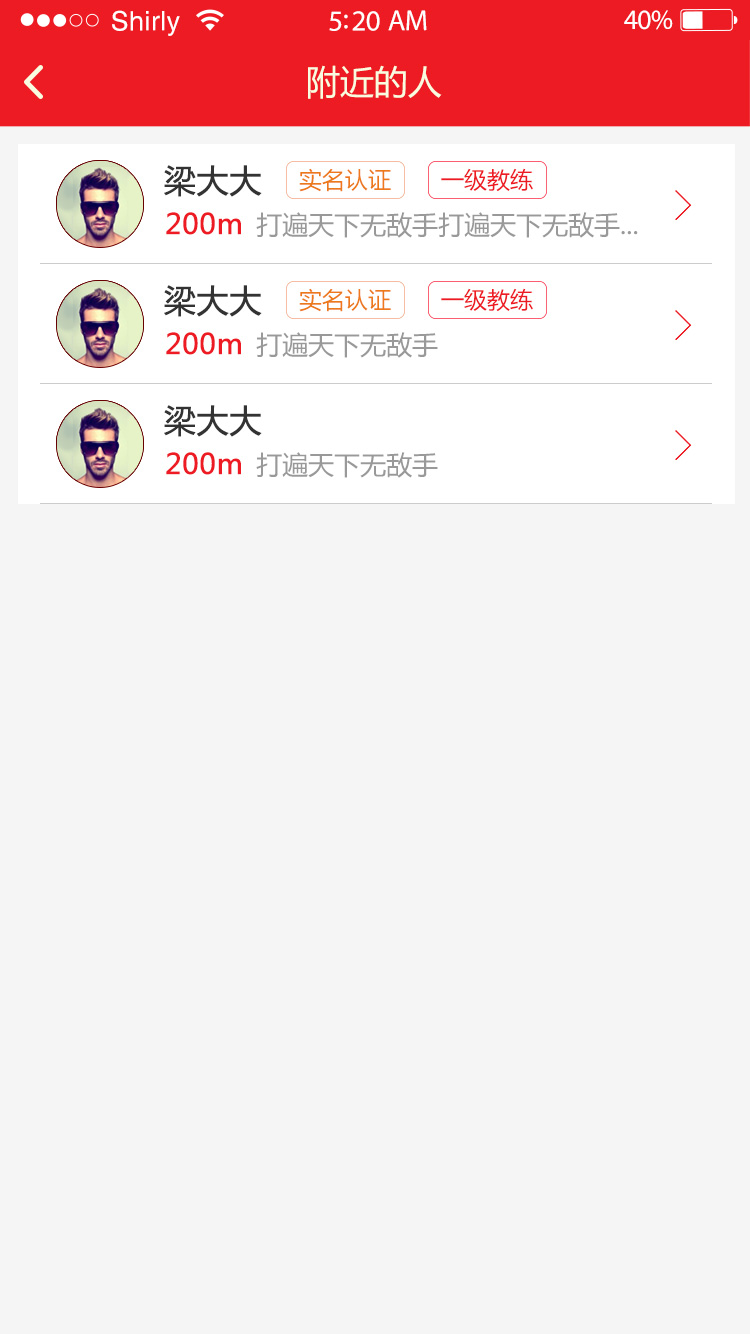 Shirly 5:20 AM 40%
附近的人
梁大大 实名认证 一级教练
200m 打遍天下无敌手打遍天下无敌手...
梁大大 实名认证 一级教练
200m 打遍天下无敌手
梁大大
200m 打遍天下无敌手